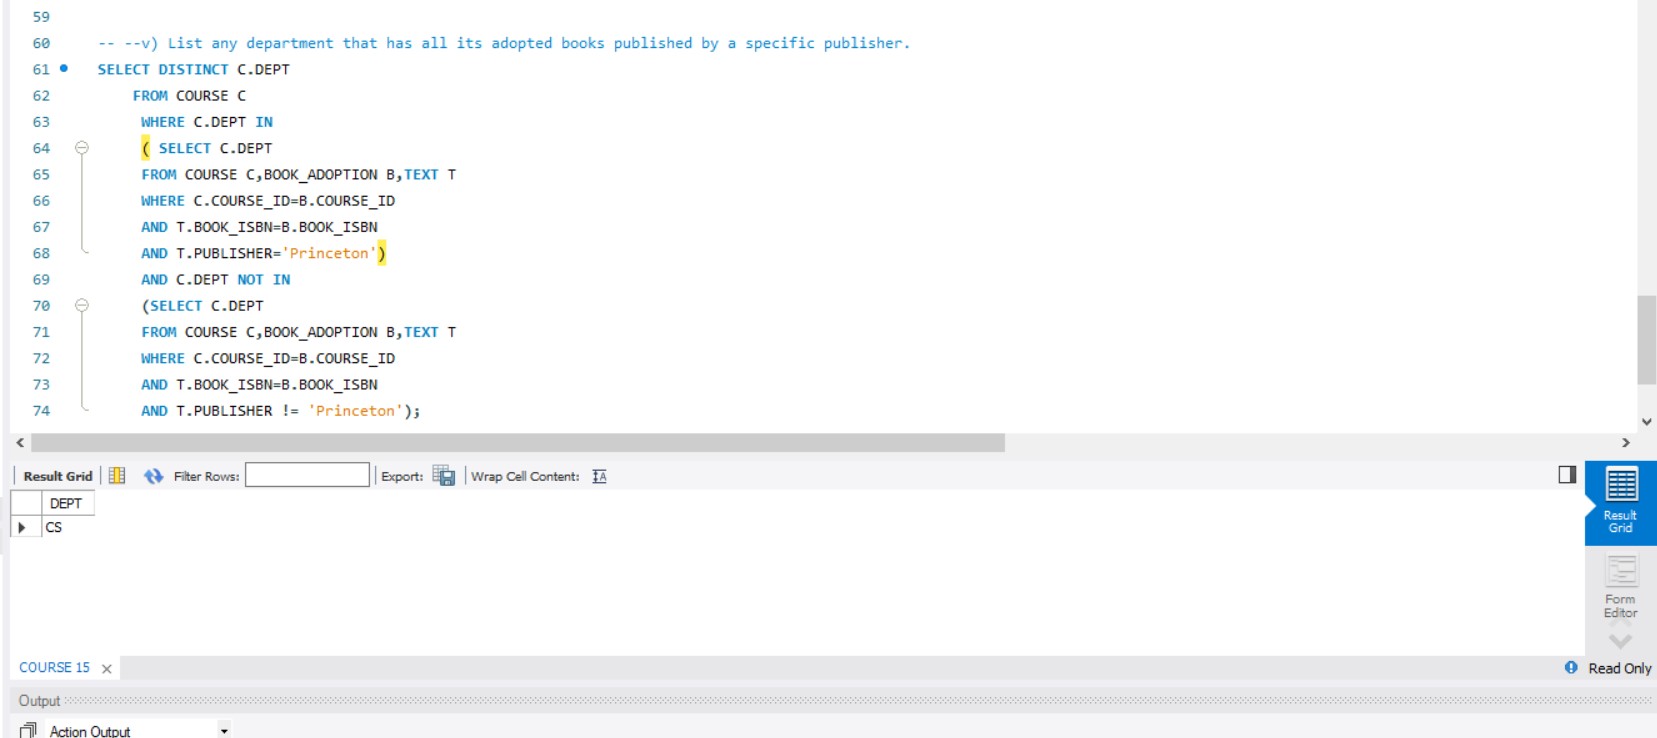 59
60 -- --v) List any department that has all its adopted books published by a specific publisher.
61 SELECT DISTINCT C.DEPT
62 FROM COURSE C
63 WHERE C.DEPT IN
64 ( SELECT C.DEPT
65 FROM COURSE C,BOOK_ADOPTION B,TEXT T
66 WHERE C.COURSE_ID=B.COURSE_ID
67 AND T.BOOK_ISBN=B.BOOK_ISBN
68 AND T.PUBLISHER='Princeton')
69 AND C.DEPT NOT IN
70 (SELECT C.DEPT
71 FROM COURSE C,BOOK_ADOPTION B,TEXT T
72 WHERE C.COURSE_ID=B.COURSE_ID
73 AND T.BOOK_ISBN=B.BOOK_ISBN
74 AND T.PUBLISHER != 'Princeton');
Result Grid Filter Rows: Export: Wrap Cell Content:
DEPT
CS
Result
Grid
Form
Editor
COURSE 15
Read Only
Output
Action Output